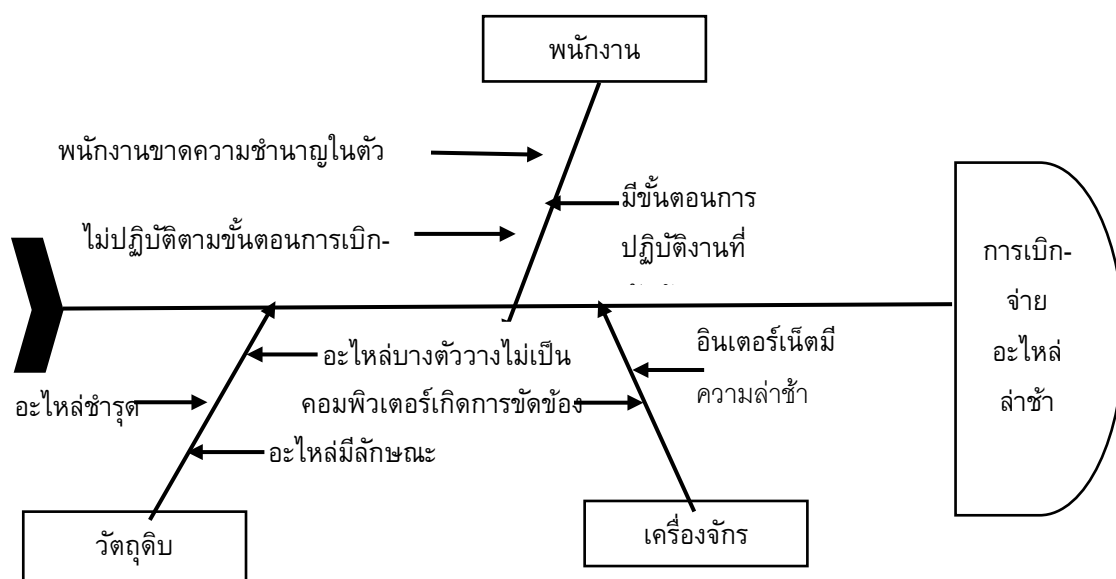 พนักงาน
พนักงานขาดความชำนาญในตัว
มีขั้นตอนการ
ปฏิบัติงานที่
ไม่ปฏิบัติตามขั้นตอนการเบิก-
การเบิก-
จ่าย
อะไหล่
ล่าช้า
อะไหล่บางตัววางไม่เป็น
อินเตอร์เน็ตมี
ความล่าช้า
อะไหล่ชำรุด
คอมพิวเตอร์เกิดการขัดข้อง
อะไหล่มีลักษณะ
วัตถุดิบ
เครื่องจักร